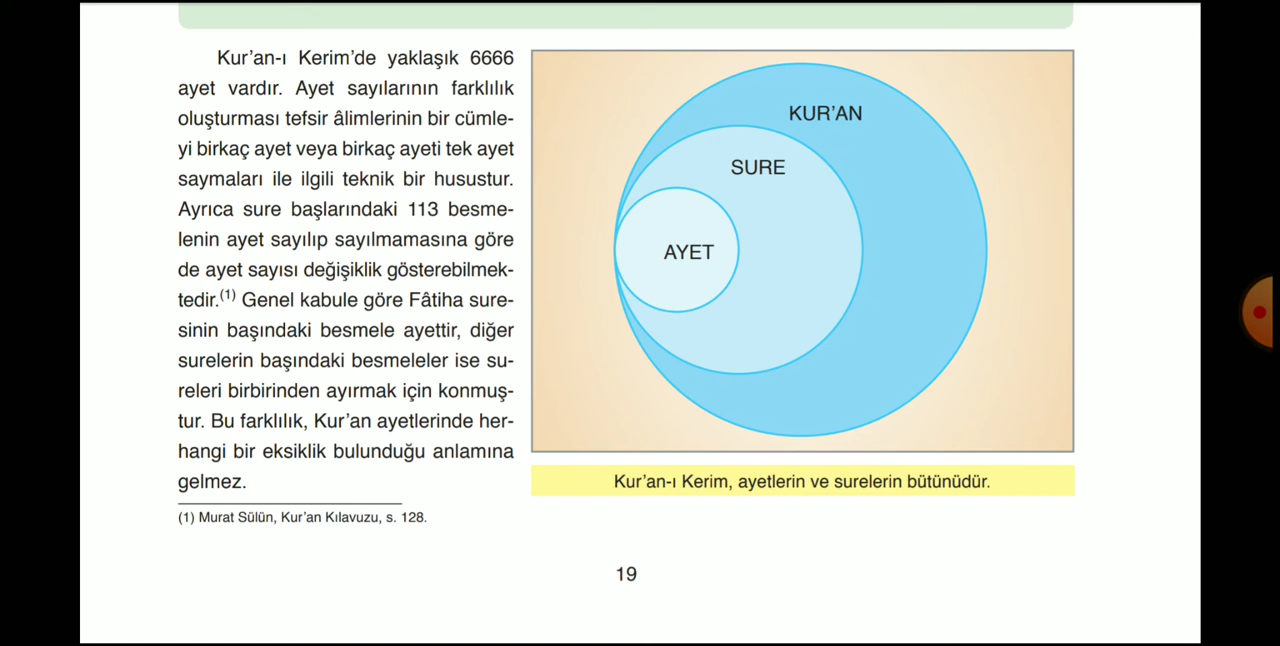 Kur’an-ı Kerim’de yaklaşık 6666
ayet vardır. Ayet sayılarının farklılık
oluşturması tefsir âlimlerinin bir cümle-
yi birkaç ayet veya birkaç ayeti tek ayet
saymaları ile ilgili teknik bir husustur.
Ayrıca sure başlarındaki 113 besme-
lenin ayet sayılıp sayılmamasına göre
de ayet sayısı değişiklik gösterebilmek-
tedir.(1) Genel kabule göre Fâtiha sure-
sinin başındaki besmele ayettir, diğer
surelerin başındaki besmeleler ise su-
releri birbirinden ayırmak için konmuş-
tur. Bu farklılık, Kur’an ayetlerinde her-
hangi bir eksiklik bulunduğu anlamına
gelmez.
(1) Murat Sülün, Kur’an Kılavuzu, s. 128.
KUR’AN
SURE
AYET
Kur’an-ı Kerim, ayetlerin ve surelerin bütünüdür.
19